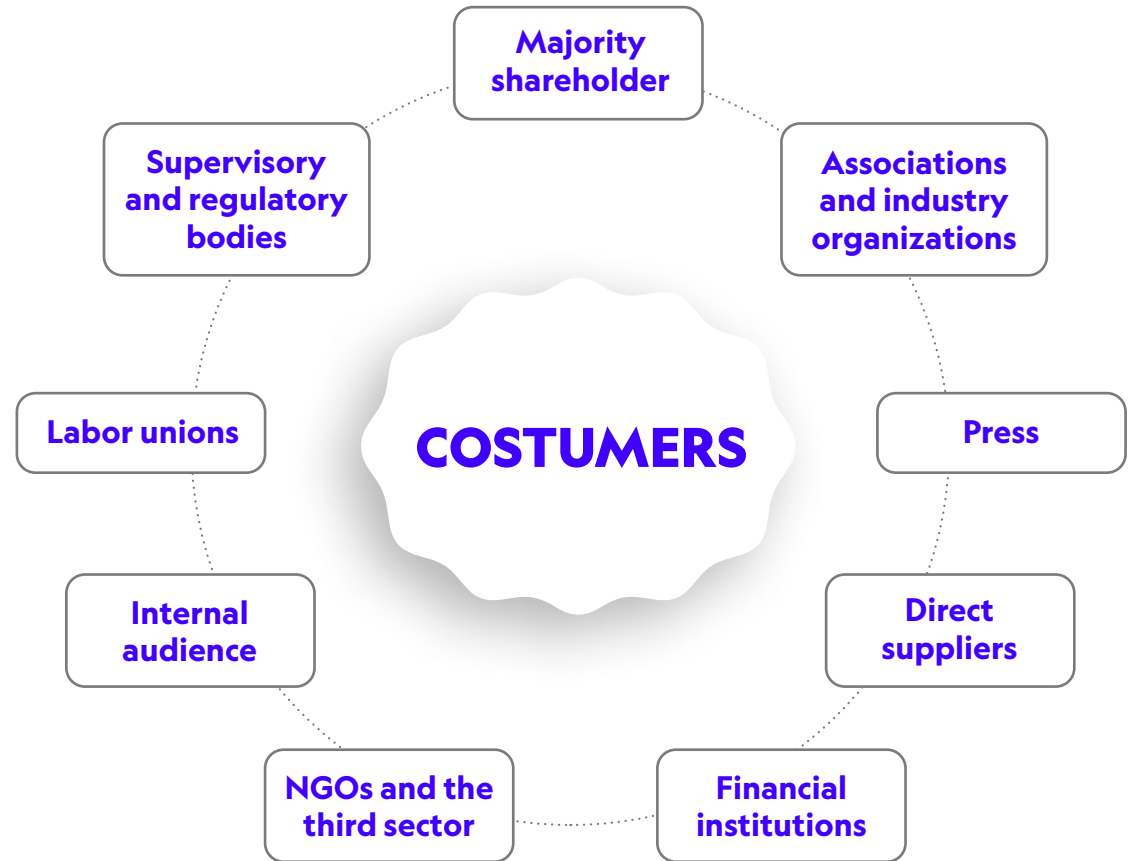 Majority
shareholder
Supervisory
and regulatory
bodies
Associations
and industry
organizations
Labor unions
COSTUMERS
Press
Internal
audience
Direct
suppliers
NGOs and the
third sector
Financial
institutions